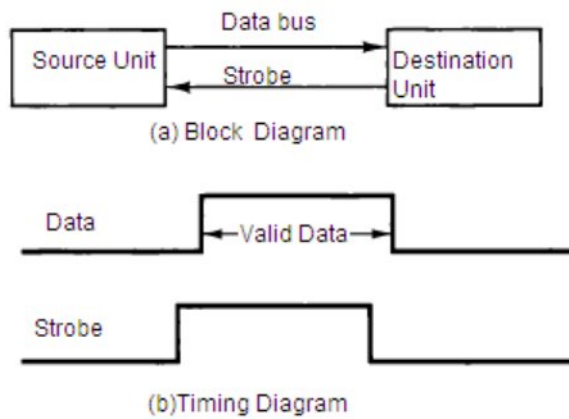 Data bus
Source Unit
Destination
Unit
Strobe
(a) Block Diagram
Data
Valid Data
Strobe
(b)Timing Diagram